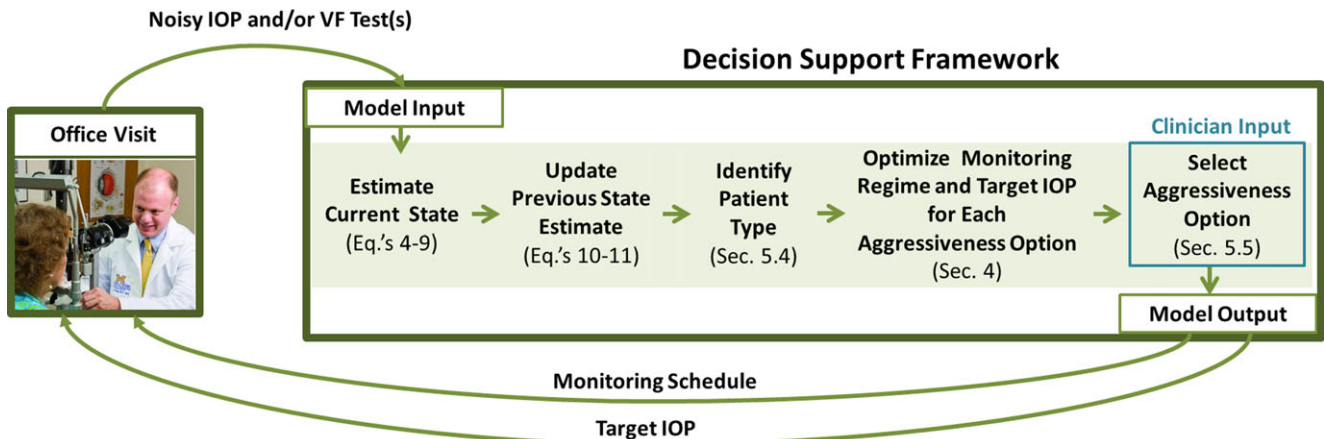 Noisy IOP and/or VF Test(s)
Decision Support Framework
Office Visit
Model Input
Estimate
Current State
(Eq.'s 4-9)
Update
Previous State
Estimate
(Eq.'s 10-11)
Identify
Patient
Type
(Sec. 5.4)
Optimize Monitoring
Regime and Target IOP
for Each
Aggressiveness Option
(Sec. 4)
Clinician Input
Select
Aggressiveness
Option
(Sec. 5.5)
Model Output
Monitoring Schedule
Target IOP